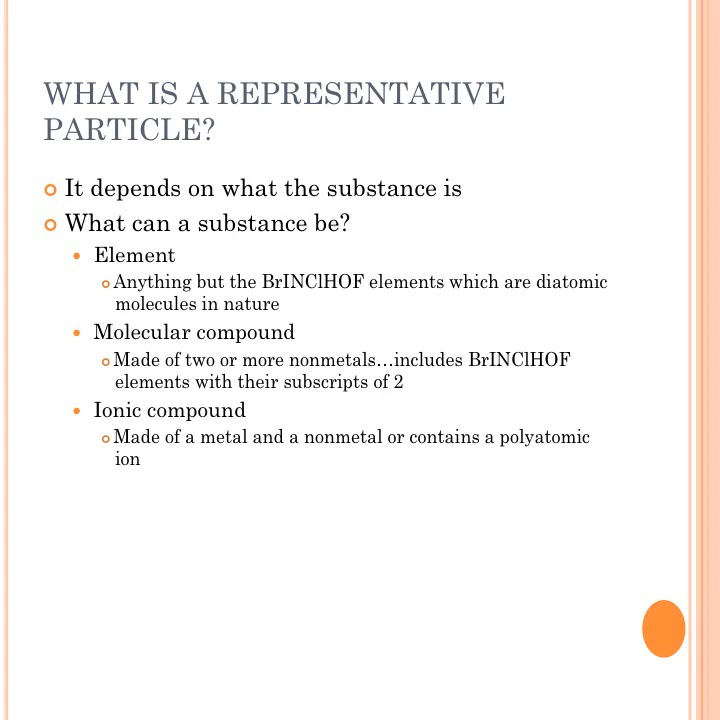 WHAT IS A REPRESENTATIVE
PARTICLE?
It depends on what the substance is
What can a substance be?
Element
Anything but the BrINClHOF elements which are diatomic
molecules in nature
Molecular compound
Made of two or more nonmetals…includes BrINClHOF
elements with their subscripts of 2
Ionic compound
Made of a metal and a nonmetal or contains a polyatomic
ion